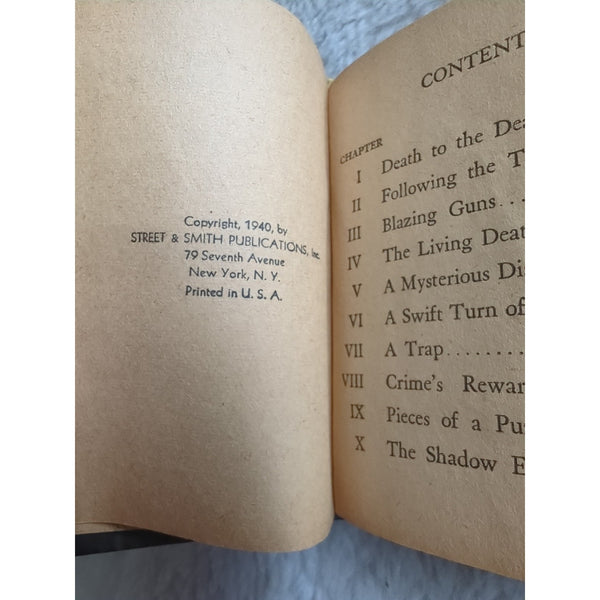 Copyright, 1940, by
STREET & SMITH PUBLICATIONS, Inc.
79 Seventh Avenue
New York, N. Y.
Printed in U. S. A.
CONTENT
CHAPTER
I Death to the Dea
II Following the T
III Blazing Guns...
IV The Living Deat
V A Mysterious Di
VI A Swift Turn of
VII A Trap........
VIII Crime's Rewar
IX Pieces of a Pu
X The Shadow E